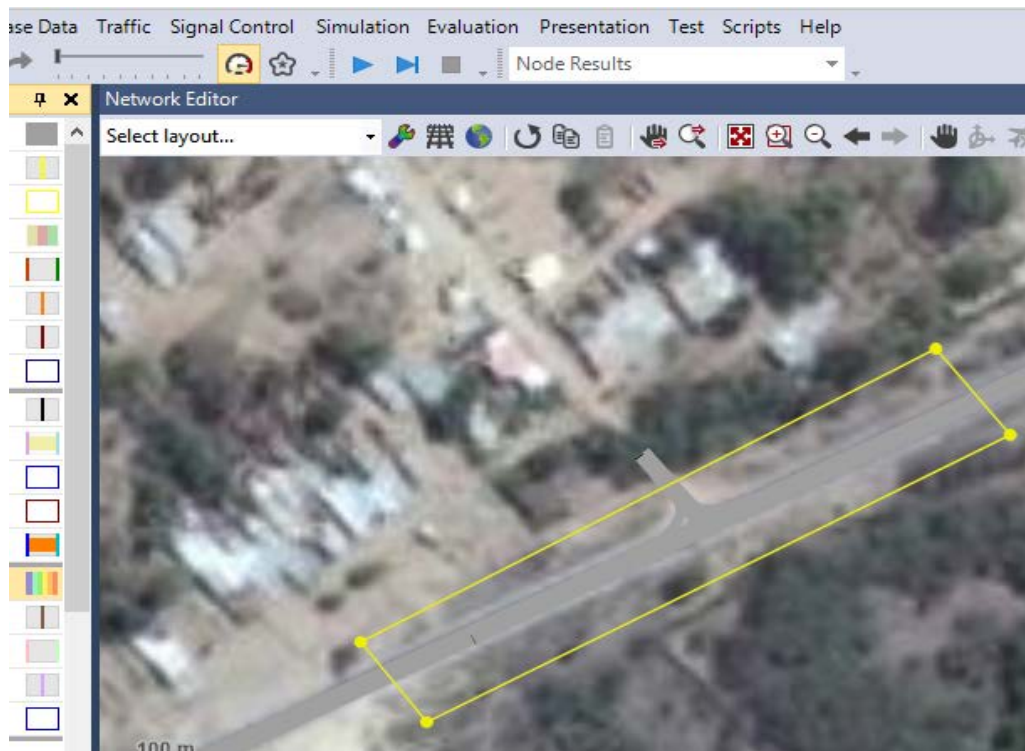 ase Data Traffic Signal Control Simulation Evaluation Presentation Test Scripts Help
Node Results
Network Editor
Select layout...
100 m